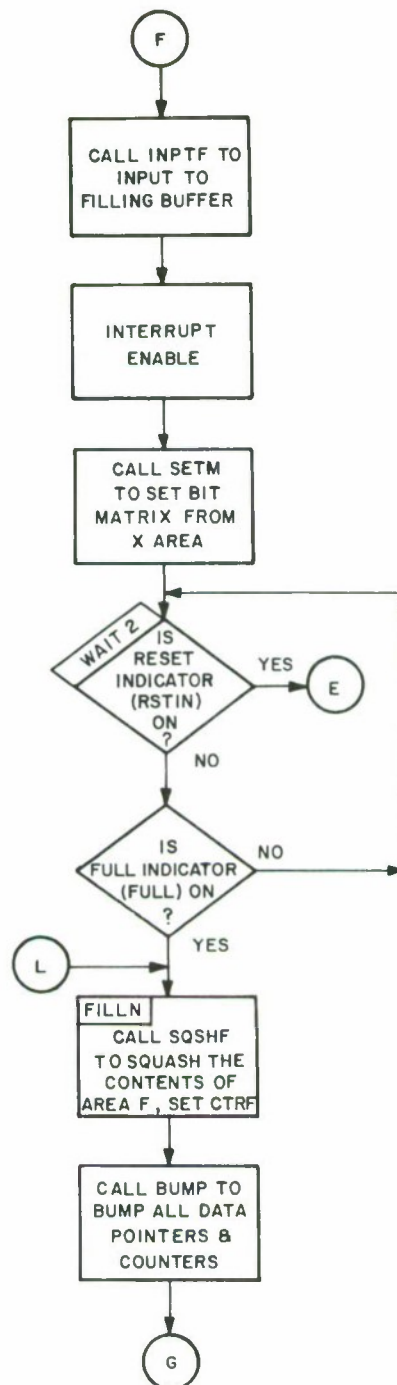 F
CALL INPTF TO
INPUT TO
FILLING BUFFER
INTERRUPT
ENABLE
CALL SETM
TO SET BIT
MATRIX FROM
X AREA
WAIT 2
IS
RESET
INDICATOR
(RSTIN)
ON
?
YES
E
NO
IS
FULL INDICATOR
(FULL) ON
?
NO
YES
L
FILLN
CALL SQSHF
TO SQUASH THE
CONTENTS OF
AREA F, SET CTRF
CALL BUMP TO
BUMP ALL DATA
POINTERS &
COUNTERS
G